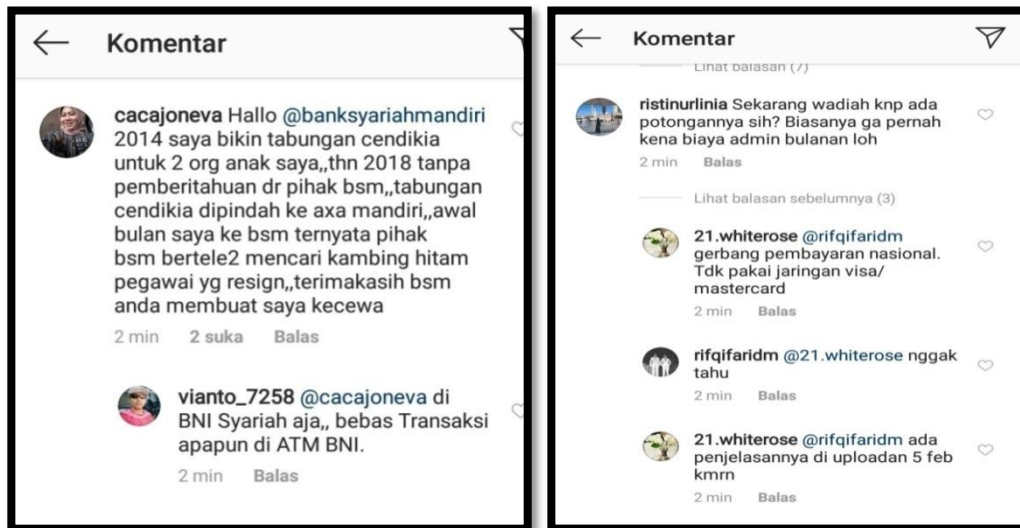 Komentar
cacajoneva Hallo @banksyariahmandiri
2014 saya bikin tabungan cendikia
untuk 2 org anak saya,,thn 2018 tanpa
pemberitahuan dr pihak bsm,,tabungan
cendikia dipindah ke axa mandiri,,awal
bulan saya ke bsm ternyata pihak
bsm bertele2 mencari kambing hitam
pegawai yg resign,,terimakasih bsm
anda membuat saya kecewa
2 min 2 suka Balas
vianto_7258 @cacajoneva di
BNI Syariah aja,, bebas Transaksi
apapun di ATM BNI.
2 min Balas
Komentar
Lihat balasan (7)
ristinurlinia Sekarang wadiah knp ada
potongannya sih? Biasanya ga pernah
kena biaya admin bulanan loh
2 min Balas
Lihat balasan sebelumnya (3)
21.whiterose @rifqifaridm
gerbang pembayaran nasional.
Tdk pakai jaringan visa/
mastercard
2 min Balas
rifqifaridm @21.whiterose nggak
tahu
2 min Balas
21.whiterose @rifqifaridm ada
penjelasannya di uploadan 5 feb
kmrn
2 min Balas